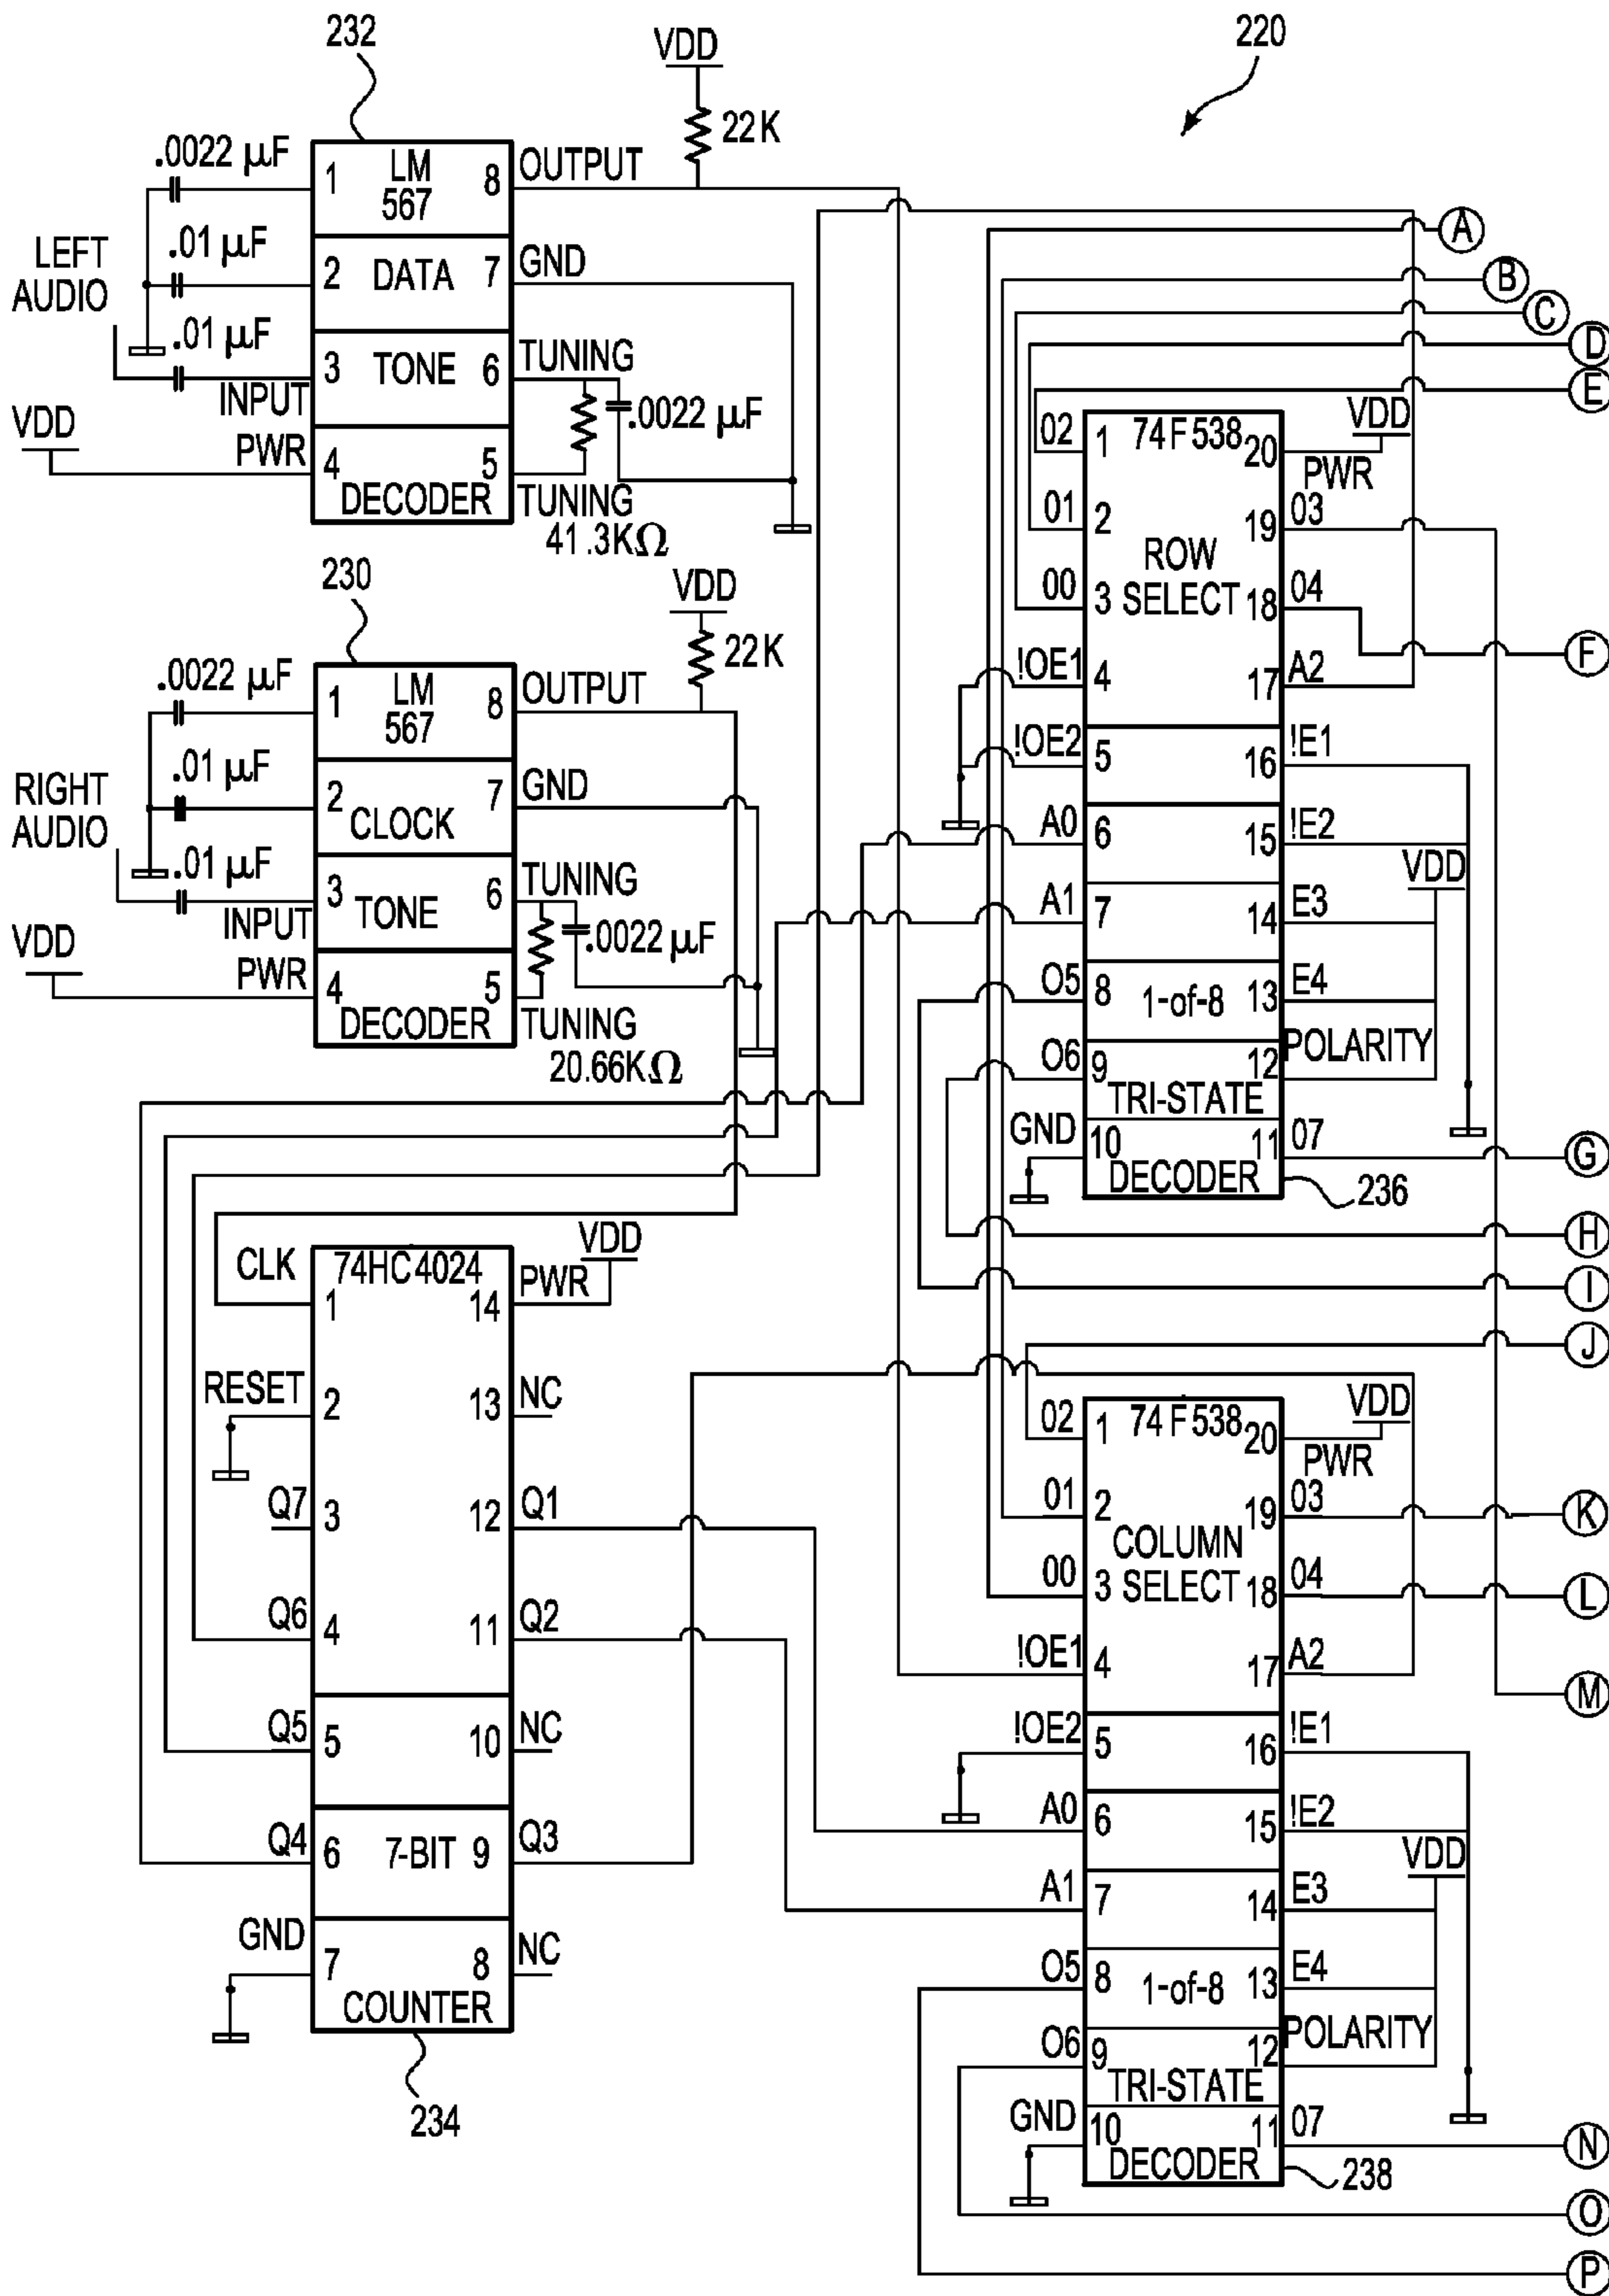 232
VDD
220
22K
.0022 µF
1
LM
567
8
OUTPUT
LEFT
AUDIO
.01 µF
2
DATA
7
GND
.01 µF
3
TONE
6
TUNING
INPUT
.0022 µF
VDD
PWR
4
5
DECODER
TUNING
41.3KΩ
230
VDD
22K
.0022 µF
1
LM
567
8
OUTPUT
RIGHT
AUDIO
.01 µF
2
CLOCK
7
GND
.01 µF
3
TONE
6
TUNING
INPUT
.0022 µF
VDD
PWR
4
5
DECODER
TUNING
20.66KΩ
74HC4024
VDD
CLK
1
14
PWR
RESET
2
13
NC
Q7
3
12
Q1
Q6
4
11
Q2
Q5
5
10
NC
Q4
6
7-BIT
9
Q3
GND
7
8
NC
COUNTER
234
A
B
C
D
E
02
1
74F538
20
VDD
PWR
01
2
19
03
ROW
SELECT
00
3
18
04
F
!OE1
4
17
A2
!OE2
5
16
!E1
A0
6
15
!E2
VDD
A1
7
14
E3
O5
8
1-of-8
13
E4
O6
9
12
POLARITY
TRI-STATE
GND
10
11
07
G
DECODER
236
H
I
J
02
1
74F538
20
VDD
PWR
01
2
19
03
K
COLUMN
SELECT
00
3
18
04
L
!OE1
4
17
A2
M
!OE2
5
16
!E1
A0
6
15
!E2
VDD
A1
7
14
E3
O5
8
1-of-8
13
E4
O6
9
12
POLARITY
TRI-STATE
GND
10
11
07
N
DECODER
238
O
P